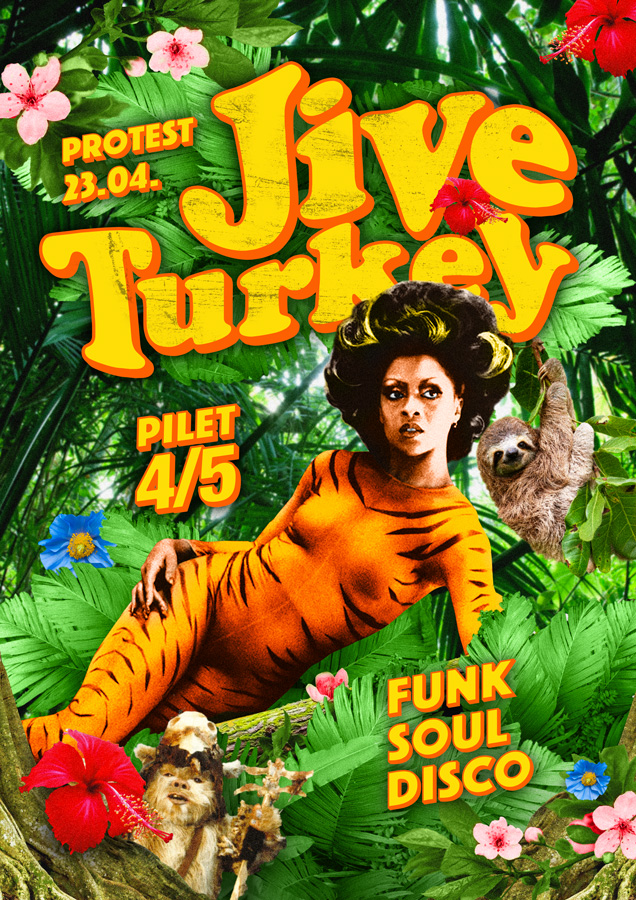 PROTEST
23.04.
Jive
Turkey
PILET
4/5
FUNK
SOUL
DISCO